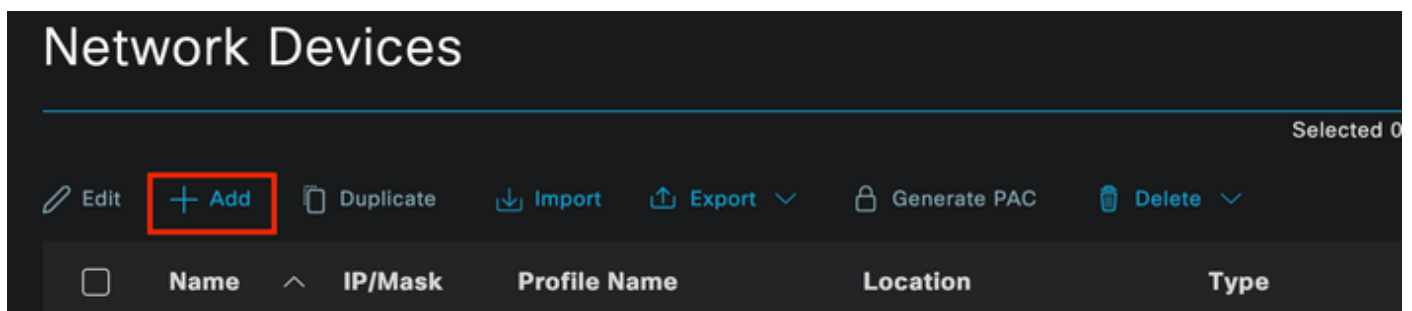 Network Devices
Selected 0
Edit Add Duplicate Import Export Generate PAC Delete
Name IP/Mask Profile Name Location Type